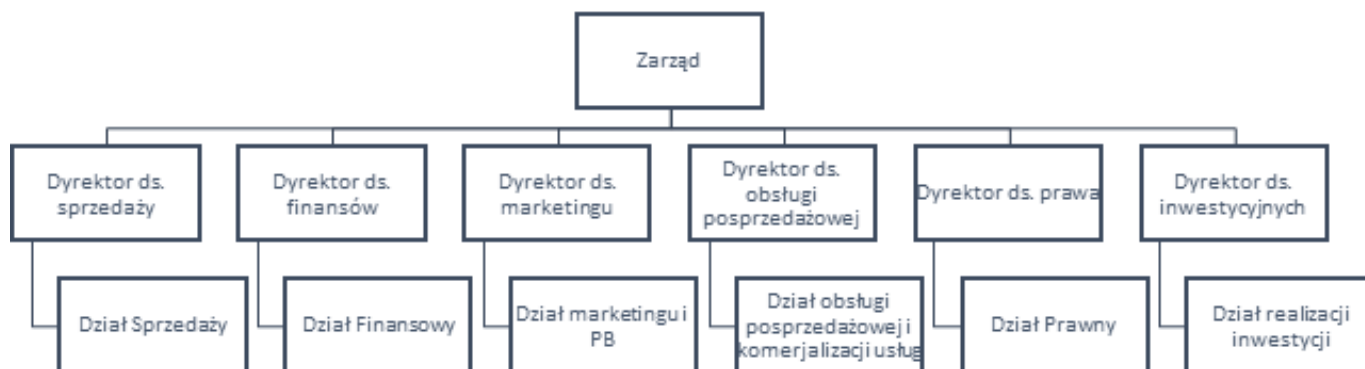 Zarząd
Dyrektor ds.
sprzedaży
Dyrektor ds.
finansów
Dyrektor ds.
marketingu
Dyrektor ds.
obsługi
posprzedażowej
Dyrektor ds. prawa
Dyrektor ds.
inwestycyjnych
Dział Sprzedaży
Dział Finansowy
Dział marketingu i
PB
Dział obsługi
posprzedażowej i
komerjalizacji usług
Dział Prawny
Dział realizacji
inwestycji